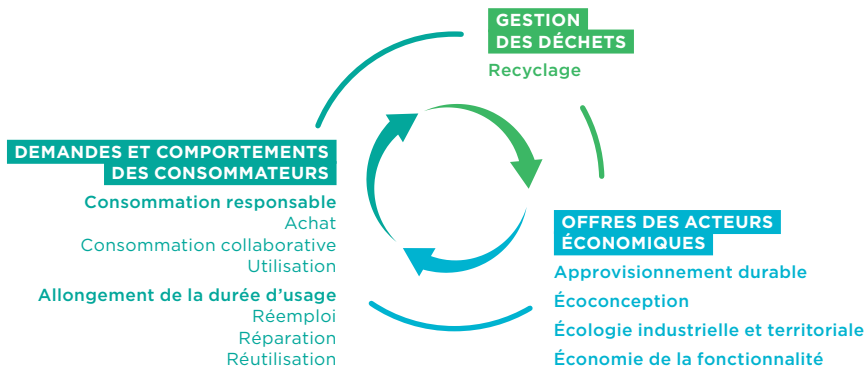 GESTION
DES DÉCHETS
Recyclage
DEMANDES ET COMPORTEMENTS
DES CONSOMMATEURS
Consommation responsable
Achat
Consommation collaborative
Utilisation
Allongement de la durée d’usage
Réemploi
Réparation
Réutilisation
OFFRES DES ACTEURS
ÉCONOMIQUES
Approvisionnement durable
Écoconception
Écologie industrielle et territoriale
Économie de la fonctionnalité